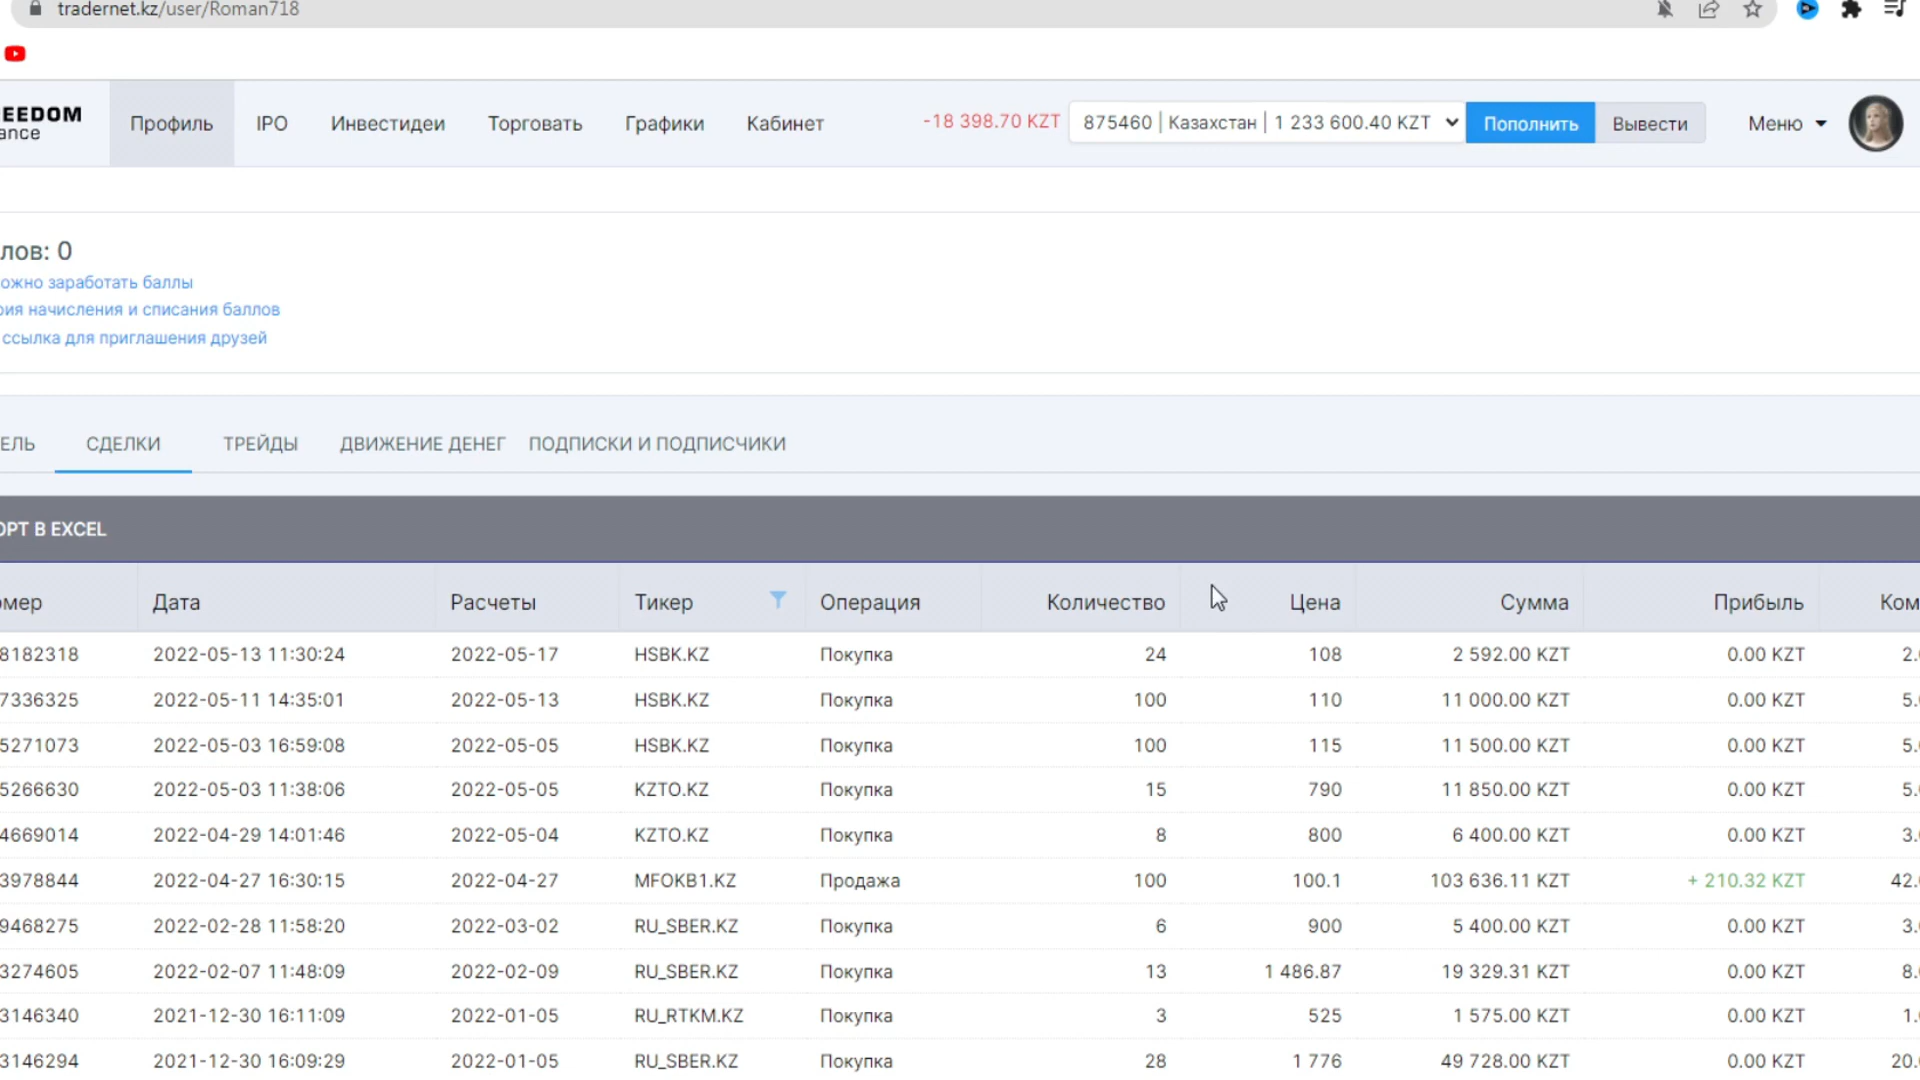 tradernet.kz/user/Roman718
EEDOM
ance
Профиль IPO Инвестидеи Торговать Графики Кабинет -18 398.70 KZT 875460 | Казахстан | 1 233 600.40 KZT Пополнить Вывести Меню
лов: 0
ожно заработать баллы
рия начисления и списания баллов
ссылка для приглашения друзей
ЕЛЬ СДЕЛКИ ТРЕЙДЫ ДВИЖЕНИЕ ДЕНЕГ ПОДПИСКИ И ПОДПИСЧИКИ
ОРТ В EXCEL
омер Дата Расчеты Тикер Операция Количество Цена Сумма Прибыль Ком
8182318 2022-05-13 11:30:24 2022-05-17 HSBK.KZ Покупка 24 108 2 592.00 KZT 0.00 KZT 2.
7336325 2022-05-11 14:35:01 2022-05-13 HSBK.KZ Покупка 100 110 11 000.00 KZT 0.00 KZT 5.
5271073 2022-05-03 16:59:08 2022-05-05 HSBK.KZ Покупка 100 115 11 500.00 KZT 0.00 KZT 5.
5266630 2022-05-03 11:38:06 2022-05-05 KZTO.KZ Покупка 15 790 11 850.00 KZT 0.00 KZT 5.
4669014 2022-04-29 14:01:46 2022-05-04 KZTO.KZ Покупка 8 800 6 400.00 KZT 0.00 KZT 3.
3978844 2022-04-27 16:30:15 2022-04-27 MFOKB1.KZ Продажа 100 100.1 103 636.11 KZT + 210.32 KZT 42.
9468275 2022-02-28 11:58:20 2022-03-02 RU_SBER.KZ Покупка 6 900 5 400.00 KZT 0.00 KZT 3.
3274605 2022-02-07 11:48:09 2022-02-09 RU_SBER.KZ Покупка 13 1 486.87 19 329.31 KZT 0.00 KZT 8.
3146340 2021-12-30 16:11:09 2022-01-05 RU_RTKM.KZ Покупка 3 525 1 575.00 KZT 0.00 KZT 1.
3146294 2021-12-30 16:09:29 2022-01-05 RU_SBER.KZ Покупка 28 1 776 49 728.00 KZT 0.00 KZT 20.